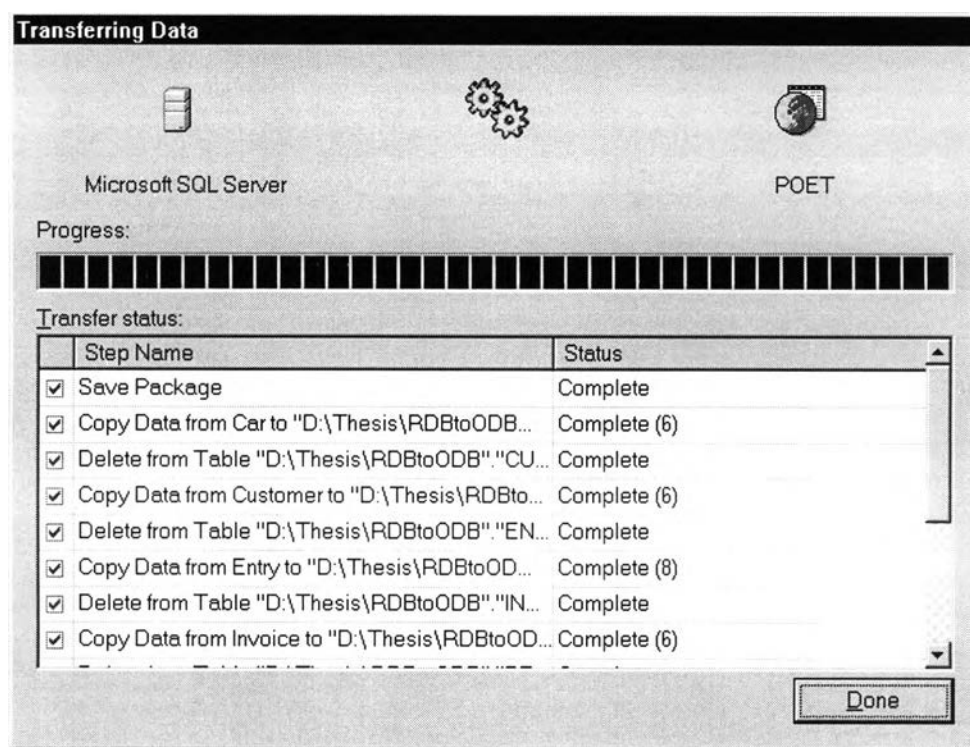 Transferring Data
Microsoft SQL Server
POET
Progress:
Transfer status:
Step Name Status
Save Package Complete
Copy Data from Car to "D:\Thesis\RDBtoODB... Complete (6)
Delete from Table "D:\Thesis\RDBtoODB"."CU... Complete
Copy Data from Customer to "D:\Thesis\RDBto... Complete (6)
Delete from Table "D:\Thesis\RDBtoODB"."EN... Complete
Copy Data from Entry to "D:\Thesis\RDBtoOD... Complete (8)
Delete from Table "D:\Thesis\RDBtoODB"."IN... Complete
Copy Data from Invoice to "D:\Thesis\RDBtoOD... Complete (6)
Done